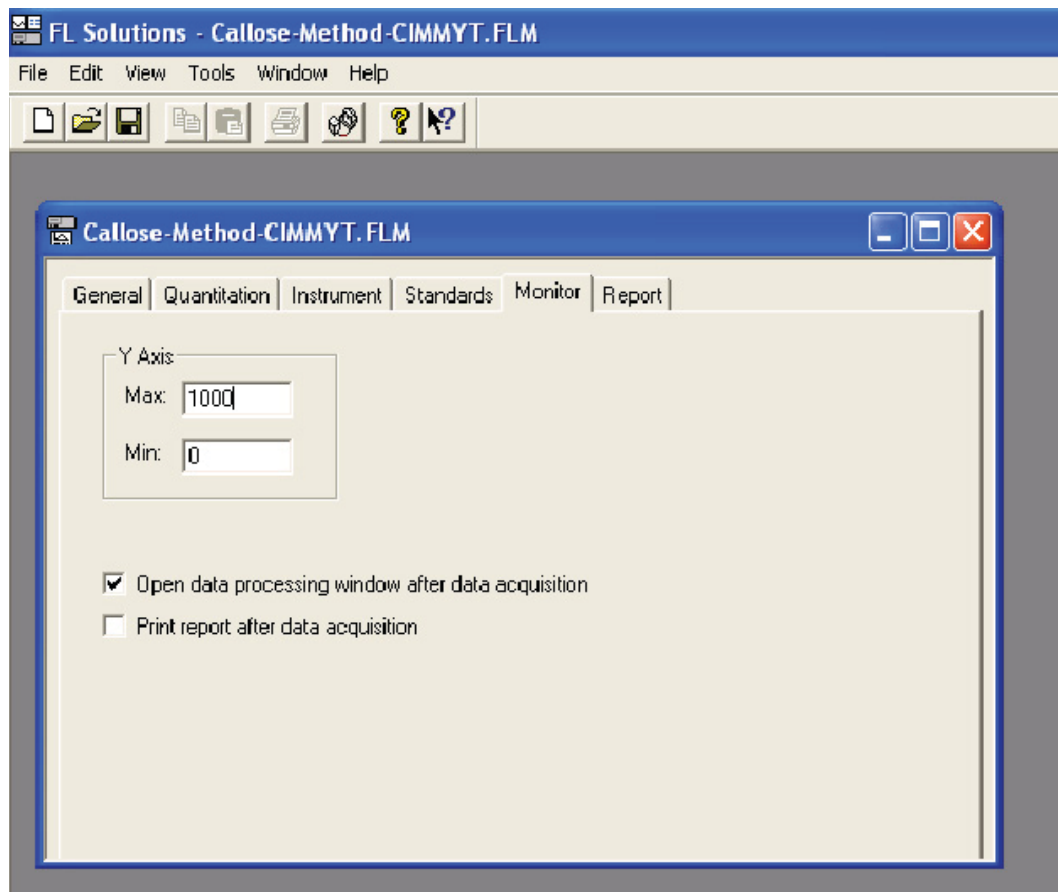 FL Solutions - Callose-Method-CIMMYT.FLM
File Edit View Tools Window Help
Callose-Method-CIMMYT.FLM
General Quantitation Instrument Standards Monitor Report
Y Axis
Max: 1000
Min: 0
Open data processing window after data acquisition
Print report after data acquisition